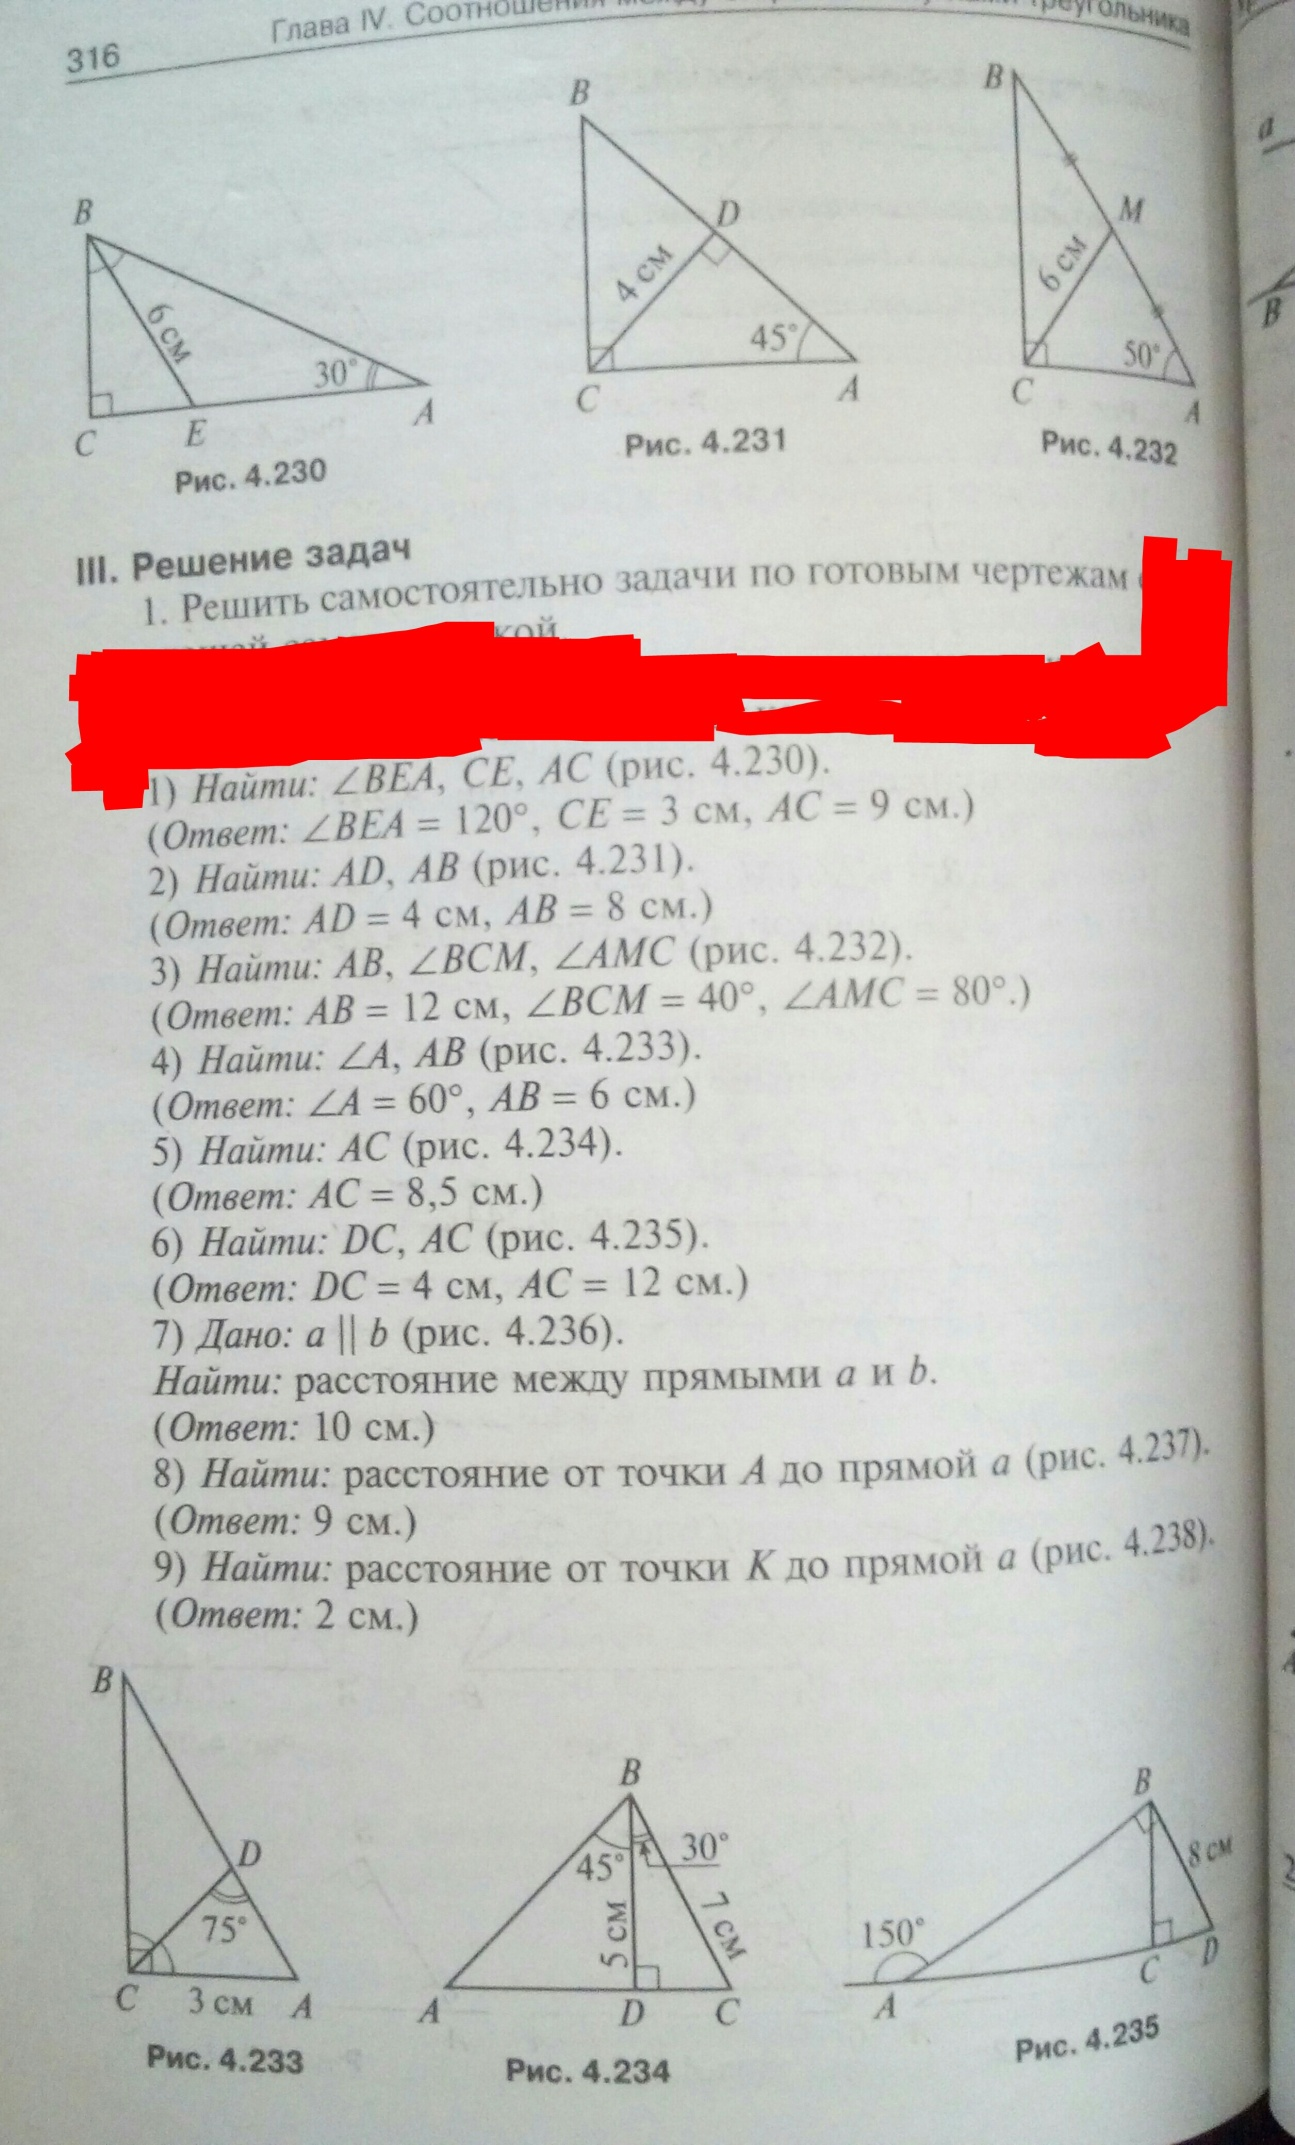 316
Глава IV. Соотношения между треугольника
B
B
B
a
D
M
6 см
4 см
6 см
30°
45°
50°
B
C
E
A
C
A
C
A
Рис. 4.230
Рис. 4.231
Рис. 4.232
III. Решение задач
1. Решить самостоятельно задачи по готовым чертежам
1) Найти: ∠BEA, CE, AC (рис. 4.230).
(Ответ: ∠BEA = 120°, CE = 3 см, AC = 9 см.)
2) Найти: AD, AB (рис. 4.231).
(Ответ: AD = 4 см, AB = 8 см.)
3) Найти: AB, ∠BCM, ∠AMC (рис. 4.232).
(Ответ: AB = 12 см, ∠BCM = 40°, ∠AMC = 80°.)
4) Найти: ∠A, AB (рис. 4.233).
(Ответ: ∠A = 60°, AB = 6 см.)
5) Найти: AC (рис. 4.234).
(Ответ: AC = 8,5 см.)
6) Найти: DC, AC (рис. 4.235).
(Ответ: DC = 4 см, AC = 12 см.)
7) Дано: a || b (рис. 4.236).
Найти: расстояние между прямыми a и b.
(Ответ: 10 см.)
8) Найти: расстояние от точки A до прямой a (рис. 4.237).
(Ответ: 9 см.)
9) Найти: расстояние от точки K до прямой a (рис. 4.238).
(Ответ: 2 см.)
B
B
B
D
45°
30°
8 см
75°
5 см
7 см
150°
C
3 см
A
A
D
C
A
C
D
Рис. 4.233
Рис. 4.234
Рис. 4.235